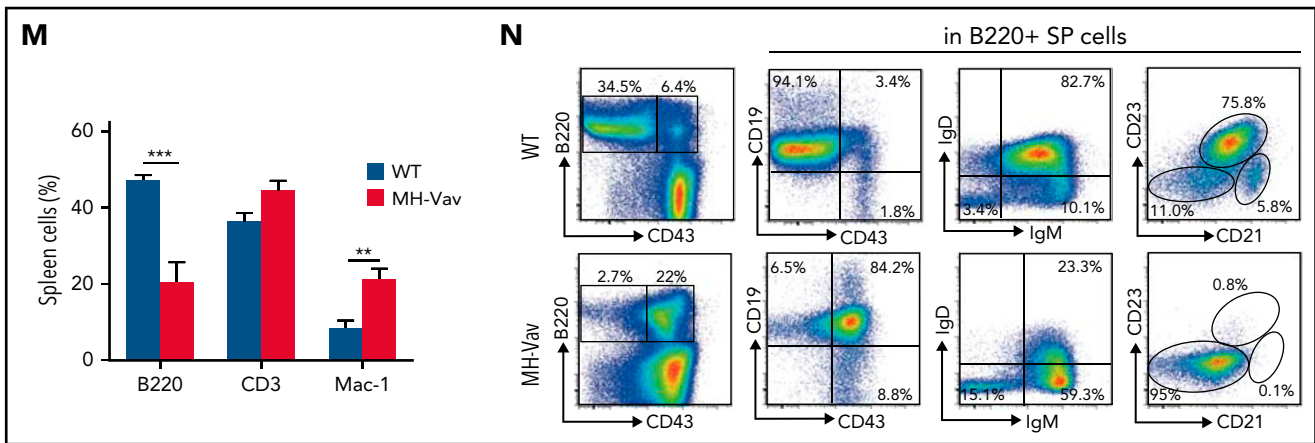 M
Spleen cells (%)
60
40
20
0
***
**
WT
MH-Vav
B220
CD3
Mac-1
N
in B220+ SP cells
WT
34.5%
6.4%
B220
CD43
94.1%
3.4%
1.8%
CD19
CD43
82.7%
3.4%
10.1%
IgD
IgM
75.8%
11.0%
5.8%
CD23
CD21
MH-Vav
2.7%
22%
B220
CD43
6.5%
84.2%
8.8%
CD19
CD43
23.3%
15.1%
59.3%
IgD
IgM
0.8%
95%
0.1%
CD23
CD21